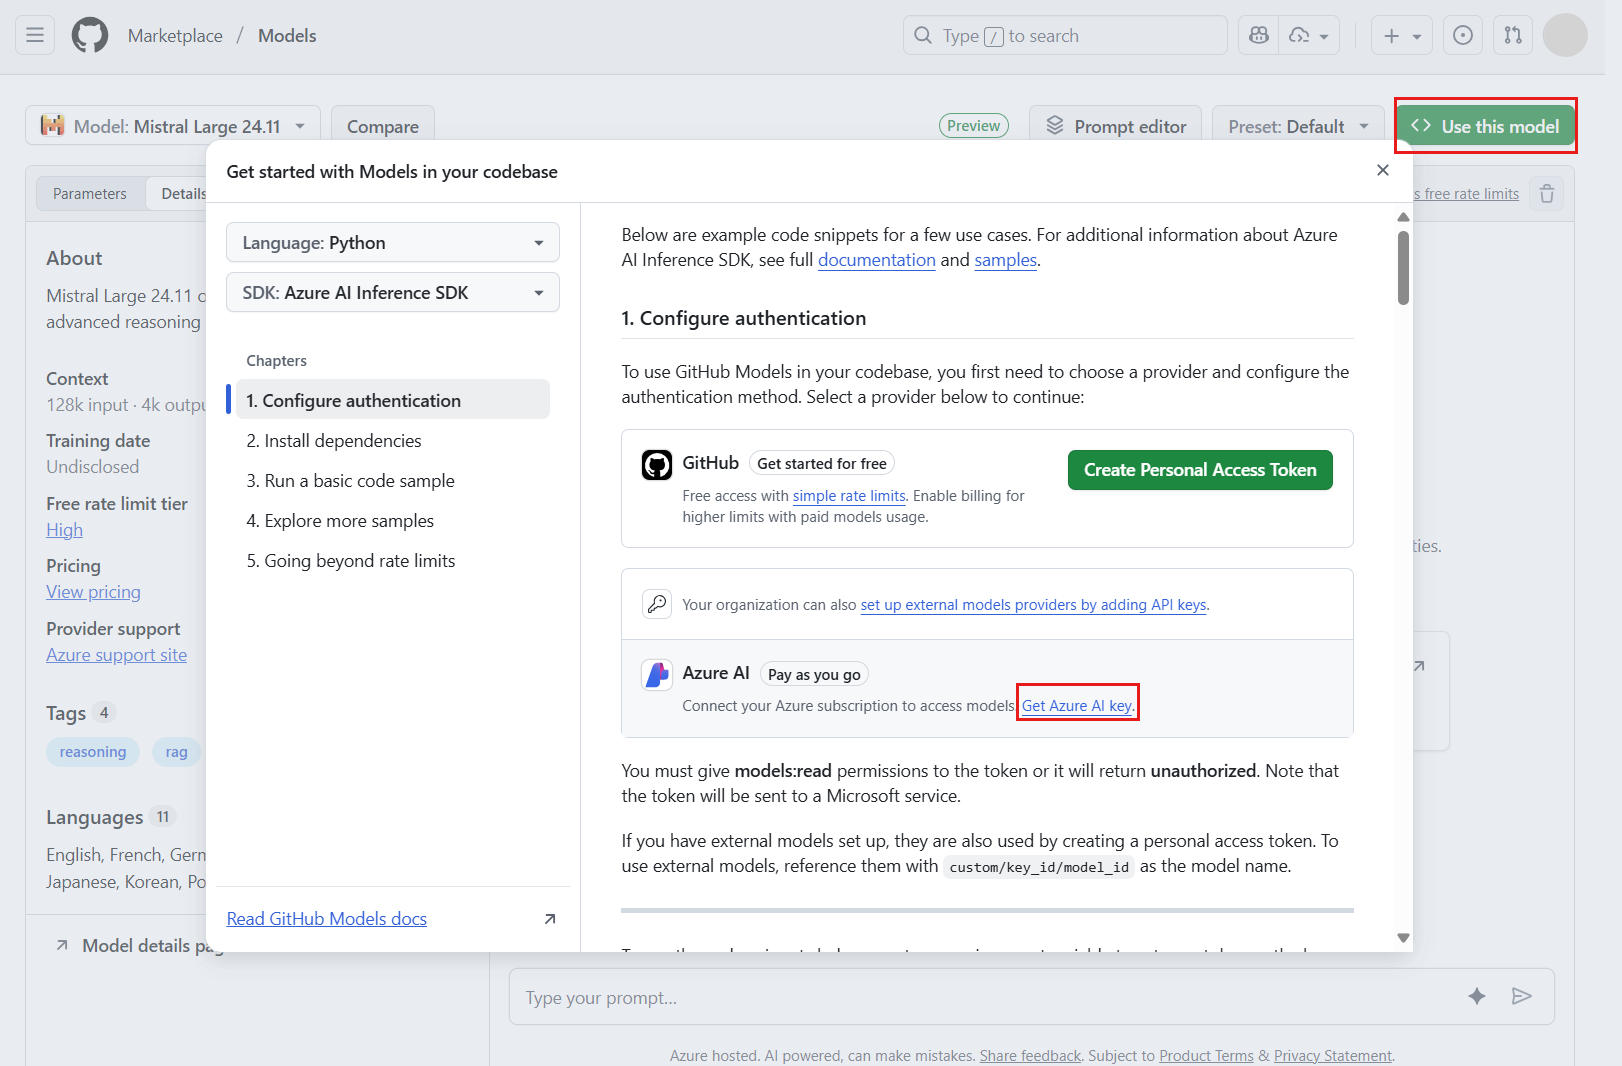 Marketplace / Models
Type / to search
Model: Mistral Large 24.11
Compare
Preview
Prompt editor
Preset: Default
Use this model
Parameters
Details
s free rate limits
About
Mistral Large 24.11
advanced reasoning
Context
128k input · 4k outpu
Training date
Undisclosed
Free rate limit tier
High
Pricing
View pricing
Provider support
Azure support site
Tags 4
reasoning
rag
Languages 11
English, French, Germ
Japanese, Korean, Po
Model details pag
Get started with Models in your codebase
Language: Python
SDK: Azure AI Inference SDK
Chapters
1. Configure authentication
2. Install dependencies
3. Run a basic code sample
4. Explore more samples
5. Going beyond rate limits
Read GitHub Models docs
Below are example code snippets for a few use cases. For additional information about Azure
AI Inference SDK, see full documentation and samples.
1. Configure authentication
To use GitHub Models in your codebase, you first need to choose a provider and configure the
authentication method. Select a provider below to continue:
GitHub
Get started for free
Free access with simple rate limits. Enable billing for
higher limits with paid models usage.
Create Personal Access Token
Your organization can also set up external models providers by adding API keys.
Azure AI
Pay as you go
Connect your Azure subscription to access models. Get Azure AI key.
You must give models:read permissions to the token or it will return unauthorized. Note that
the token will be sent to a Microsoft service.
If you have external models set up, they are also used by creating a personal access token. To
use external models, reference them with custom/key_id/model_id as the model name.
ties.
Type your prompt...
Azure hosted. AI powered, can make mistakes. Share feedback. Subject to Product Terms & Privacy Statement.